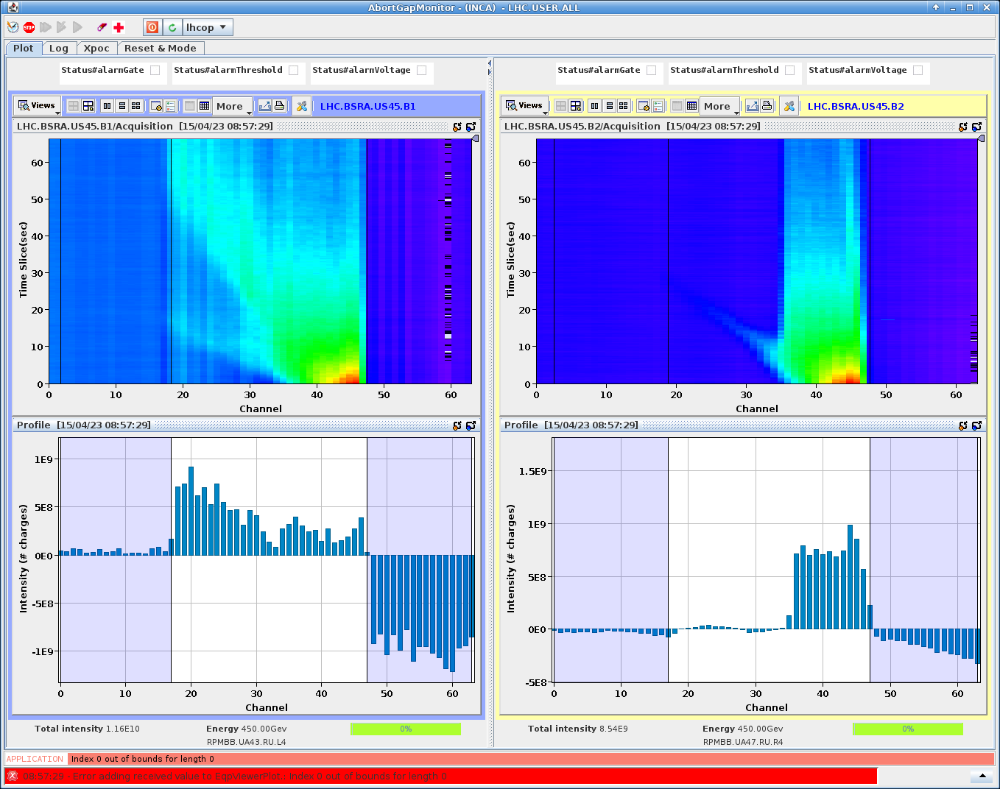 AbortGapMonitor - (INCA) - LHC.USER.ALL
STOP lhcop
Plot Log Xpoc Reset & Mode
Status#alarmGate Status#alarmThreshold Status#alarmVoltage
Views More LHC.BSRA.US45.B1
LHC.BSRA.US45.B1/Acquisition [15/04/23 08:57:29]
Time Slice(sec)
60
50
40
30
20
10
0
0 10 20 30 40 50 60
Channel
Profile [15/04/23 08:57:29]
Intensity (# charges)
1E9
5E8
0E0
-5E8
-1E9
0 10 20 30 40 50 60
Channel
Total intensity 1.16E10 Energy 450.00Gev 0%
RPMBB.UA43.RU.L4
Status#alarmGate Status#alarmThreshold Status#alarmVoltage
Views More LHC.BSRA.US45.B2
LHC.BSRA.US45.B2/Acquisition [15/04/23 08:57:29]
Time Slice(sec)
60
50
40
30
20
10
0
0 10 20 30 40 50 60
Channel
Profile [15/04/23 08:57:29]
Intensity (# charges)
1.5E9
1E9
5E8
0E0
-5E8
0 10 20 30 40 50 60
Channel
Total intensity 8.54E9 Energy 450.00Gev 0%
RPMBB.UA47.RU.R4
APPLICATION Index 0 out of bounds for length 0
08:57:29 - Error adding received value to EqpViewerPlot.: Index 0 out of bounds for length 0